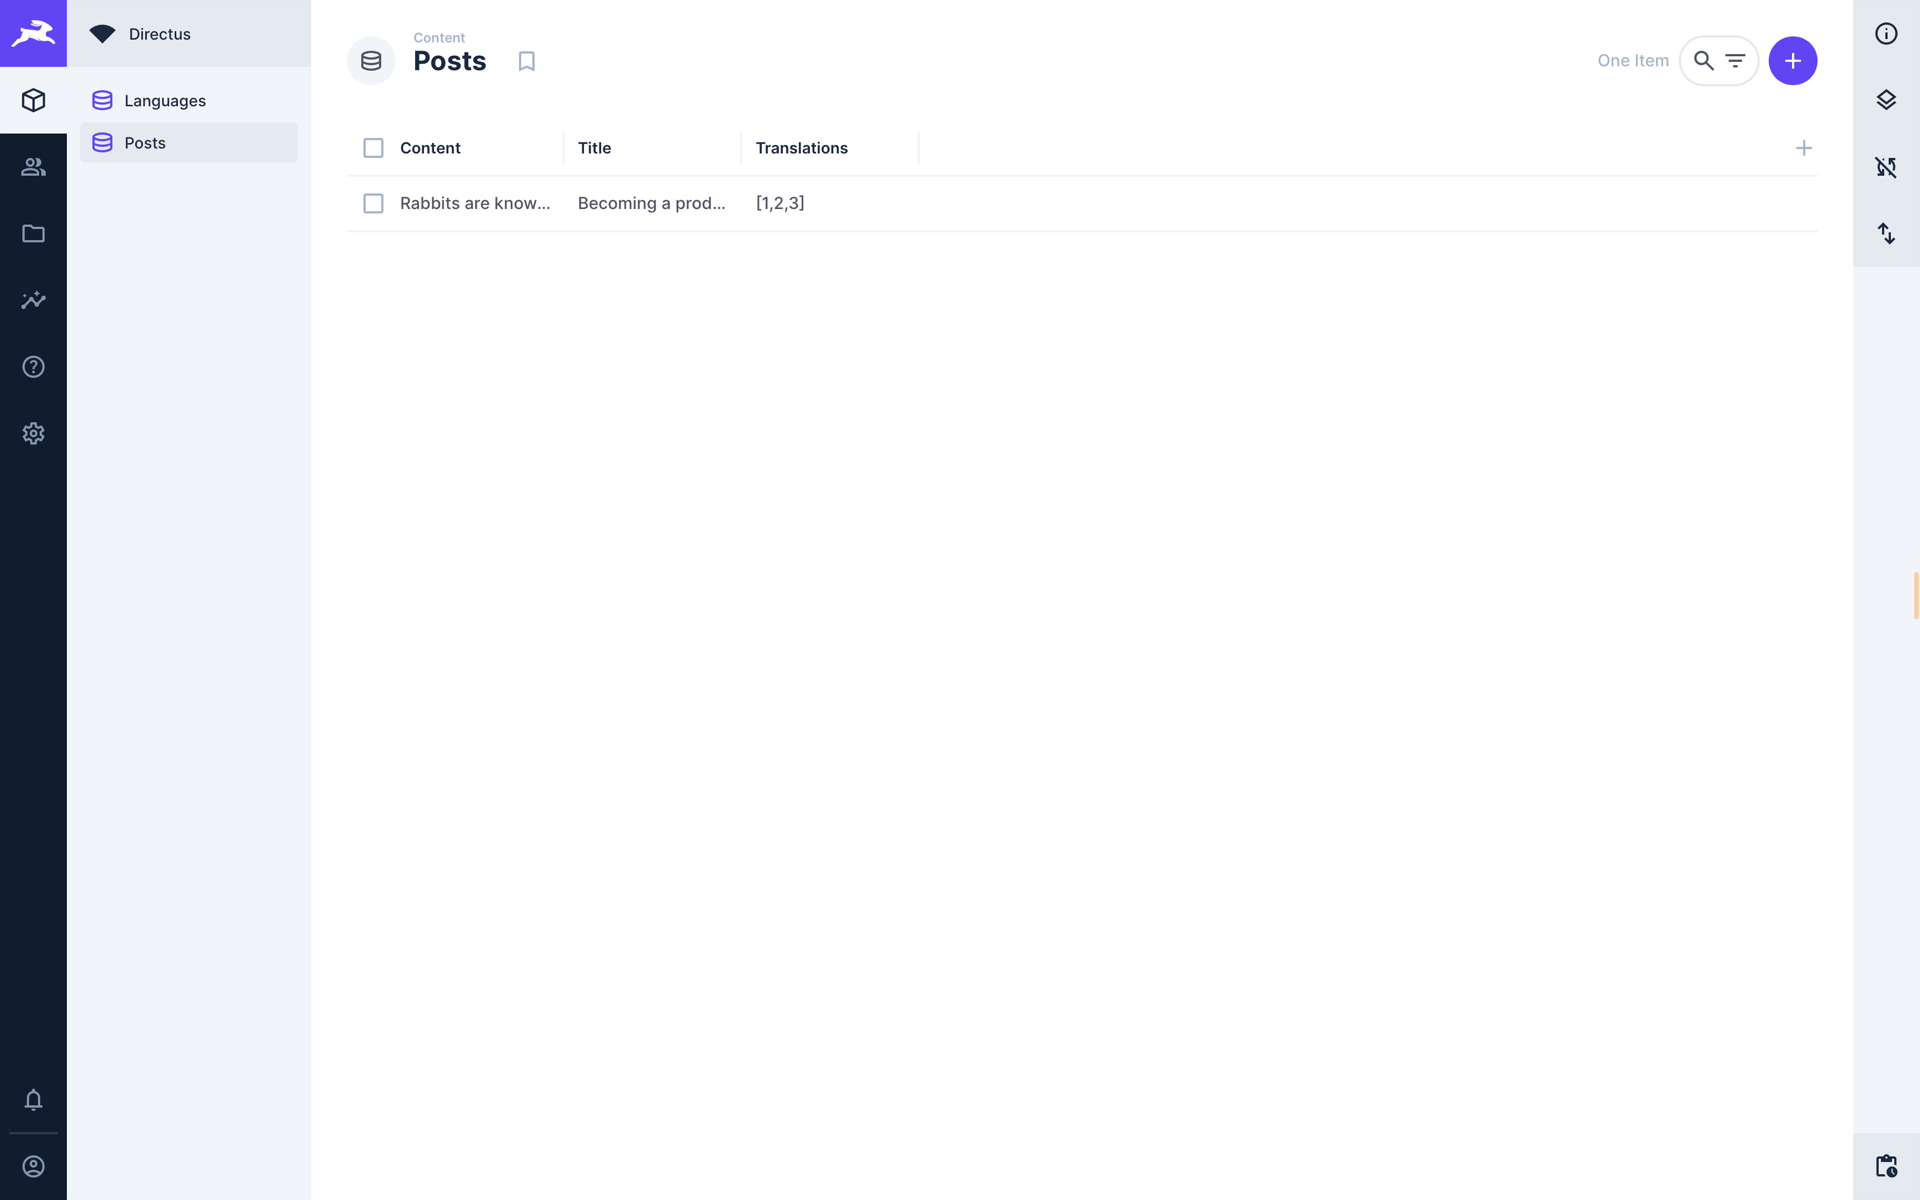 Directus
Languages
Posts
Content
Posts
One Item
Content
Title
Translations
Rabbits are know...
Becoming a prod...
[1,2,3]